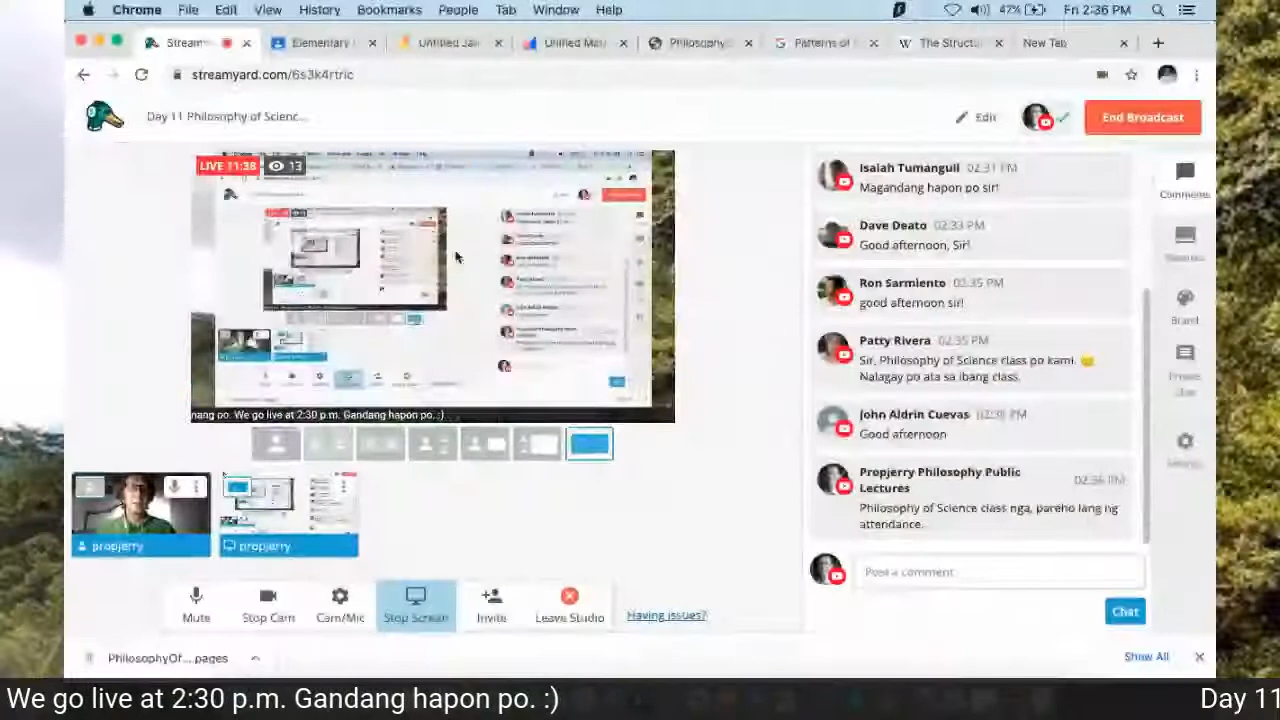 Chrome File Edit View History Bookmarks People Tab Window Help 47% Fri 2:36 PM
Stream Elementary Untitled Jam Untitled Philosophy Patterns of The Struct New Tab
streamyard.com/6s3k4rtric
Day 11 Philosophy of Scienc... Edit End Broadcast
LIVE 11:38 13
Isaiah Tumanguil 02:31 PM
Magandang hapon po sir!
Comments
Dave Deato 02:33 PM
Good afternoon, Sir!
Ron Sarmiento 02:35 PM
good afternoon sir!
Brand
Patty Rivera
Sir, Philosophy of Science class po kami.
Nalagay po ata sa ibang class.
Private
chat
John Aldrin Cuevas
Good afternoon
Propjerry Philosophy Public
Lectures 02:36 PM
Philosophy of Science class nga, pareho lang ng
attendance.
nang po. We go live at 2:30 p.m. Gandang hapon po. :)
propjerry propjerry
Post a comment
Chat
Mute Stop Cam Cam/Mic Stop Screen Invite Leave Studio Having issues?
PhilosophyOf....pages Show All
We go live at 2:30 p.m. Gandang hapon po. :) Day 11